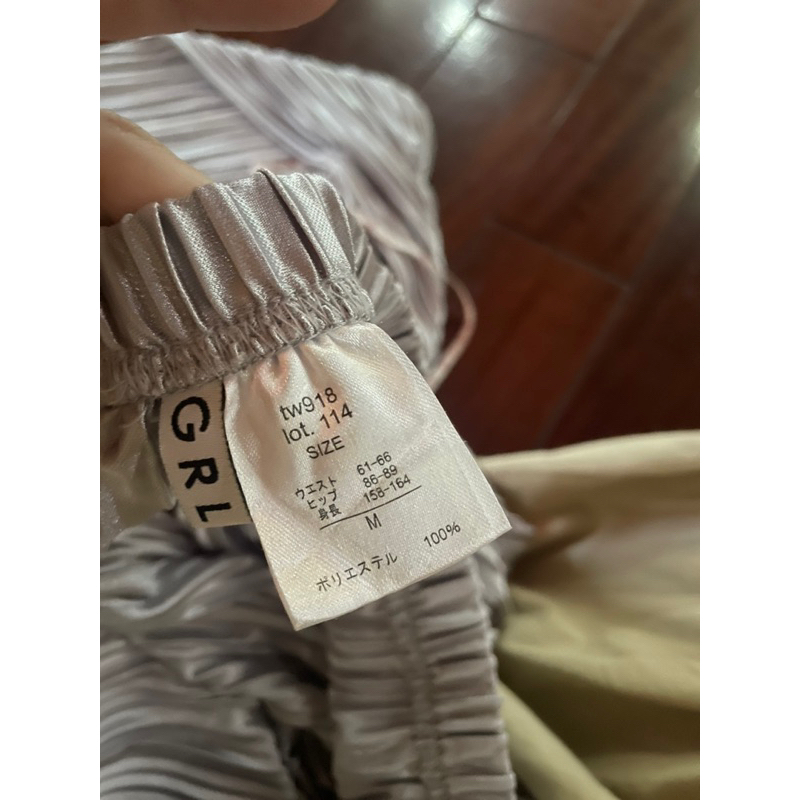 GRL
tw918
lot. 114
SIZE
ウエスト 61-66
ヒップ 86-89
身長 158-164
M
ポリエステル 100%